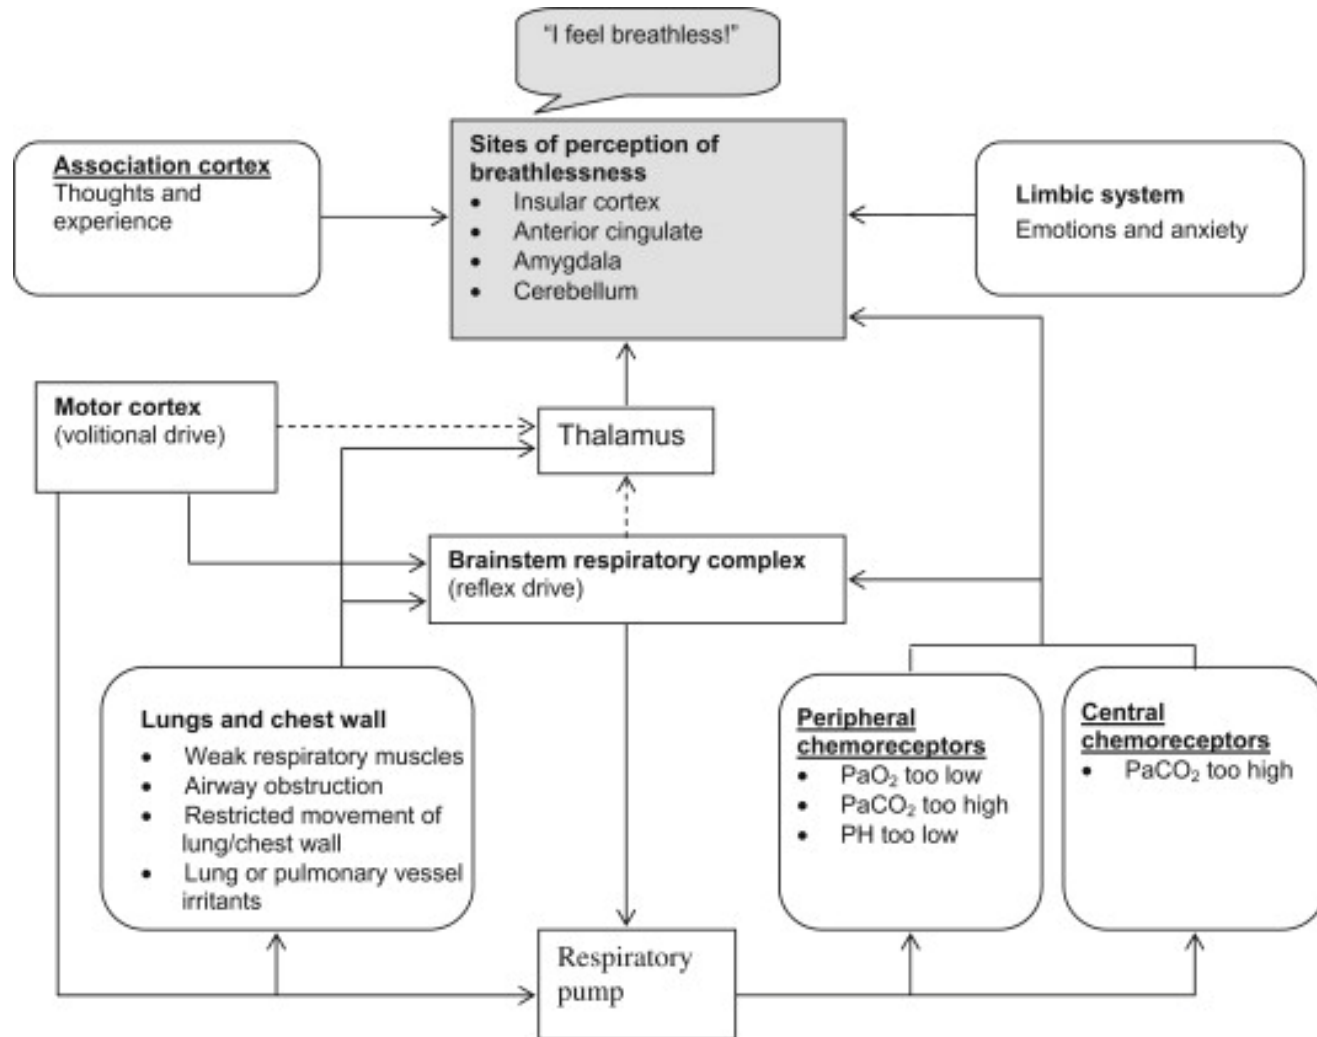 “I feel breathless!”
Sites of perception of
breathlessness
• Insular cortex
• Anterior cingulate
• Amygdala
• Cerebellum
Association cortex
Thoughts and
experience
Limbic system
Emotions and anxiety
Motor cortex
(volitional drive)
Thalamus
Brainstem respiratory complex
(reflex drive)
Lungs and chest wall
• Weak respiratory muscles
• Airway obstruction
• Restricted movement of
lung/chest wall
• Lung or pulmonary vessel
irritants
Peripheral
chemoreceptors
• PaO₂ too low
• PaCO₂ too high
• PH too low
Central
chemoreceptors
• PaCO₂ too high
Respiratory
pump